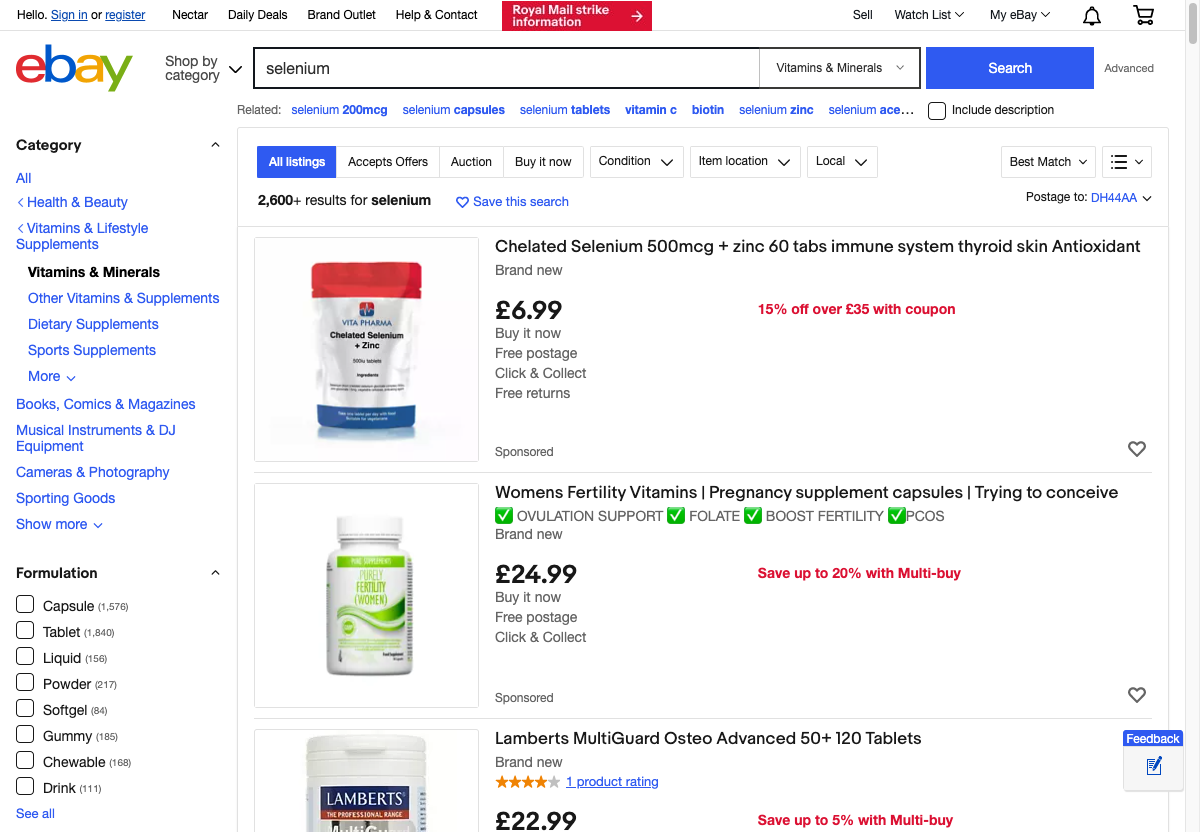 Hello. Sign in or register
Nectar
Daily Deals
Brand Outlet
Help & Contact
Royal Mail strike
information
Sell
Watch List
My eBay
ebay
Shop by
category
selenium
Vitamins & Minerals
Search
Advanced
Related:
selenium 200mcg
selenium capsules
selenium tablets
vitamin c
biotin
selenium zinc
selenium ace…
Include description
Category
All
Health & Beauty
Vitamins & Lifestyle
Supplements
Vitamins & Minerals
Other Vitamins & Supplements
Dietary Supplements
Sports Supplements
More
Books, Comics & Magazines
Musical Instruments & DJ
Equipment
Cameras & Photography
Sporting Goods
Show more
Formulation
Capsule (1,576)
Tablet (1,840)
Liquid (156)
Powder (217)
Softgel (84)
Gummy (185)
Chewable (168)
Drink (111)
See all
All listings
Accepts Offers
Auction
Buy it now
Condition
Item location
Local
Best Match
2,600+ results for selenium
Save this search
Postage to: DH44AA
VITA PHARMA
Chelated Selenium
+ Zinc
Chelated Selenium 500mcg + zinc 60 tabs immune system thyroid skin Antioxidant
Brand new
£6.99
15% off over £35 with coupon
Buy it now
Free postage
Click & Collect
Free returns
Sponsored
PURELY
FERTILITY
(WOMEN)
Womens Fertility Vitamins | Pregnancy supplement capsules | Trying to conceive
✅ OVULATION SUPPORT ✅ FOLATE ✅ BOOST FERTILITY ✅PCOS
Brand new
£24.99
Save up to 20% with Multi-buy
Buy it now
Free postage
Click & Collect
Sponsored
LAMBERTS
THE PROFESSIONAL RANGE
MultiGuard
Lamberts MultiGuard Osteo Advanced 50+ 120 Tablets
Brand new
1 product rating
£22.99
Save up to 5% with Multi-buy
Feedback